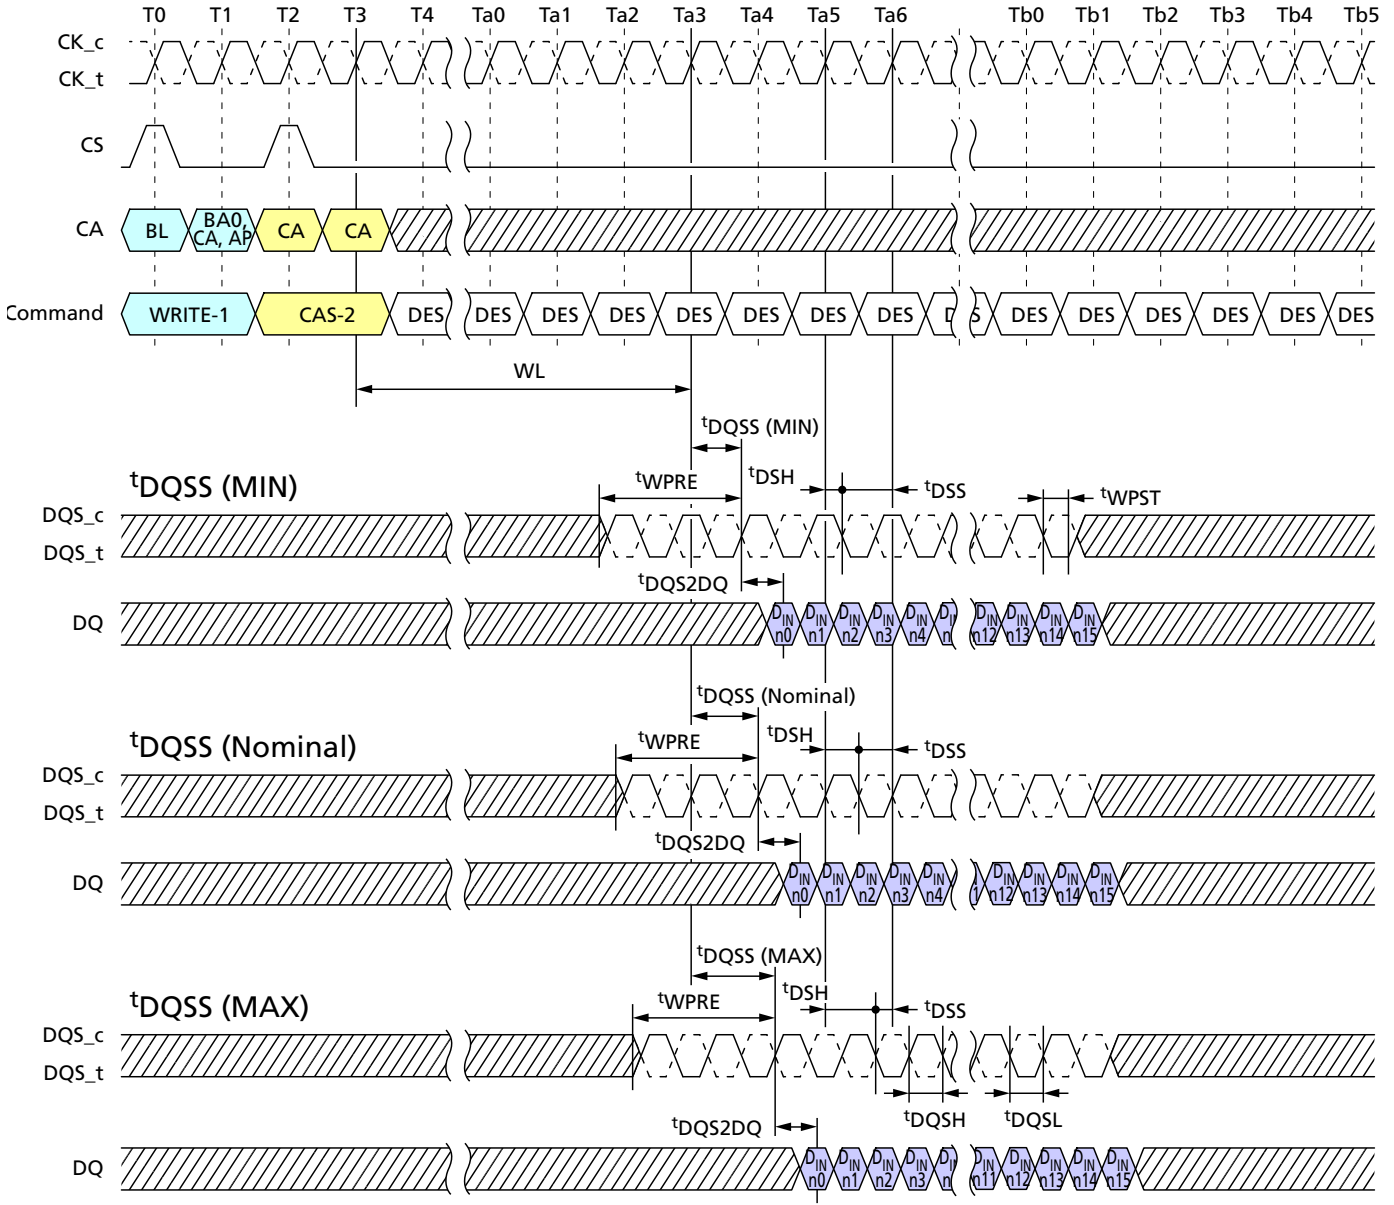 T0 T1 T2 T3 T4 Ta0 Ta1 Ta2 Ta3 Ta4 Ta5 Ta6 Tb0 Tb1 Tb2 Tb3 Tb4 Tb5
CK_c
CK_t
CS
CA BL BA0, CA, AP CA CA
Command WRITE-1 CAS-2 DES DES DES DES DES DES DES DES DES DES DES DES DES DES
WL
tDQSS (MIN)
tDQSS (MIN) tWPRE tDSH tDSS tWPST
DQS_c
DQS_t
tDQS2DQ
DQ DIN n0 DIN n1 DIN n2 DIN n3 DIN n4 DIN n DIN n12 DIN n13 DIN n14 DIN n15
tDQSS (Nominal)
tDQSS (Nominal) tWPRE tDSH tDSS
DQS_c
DQS_t
tDQS2DQ
DQ DIN n0 DIN n1 DIN n2 DIN n3 DIN n4 DIN n12 DIN n13 DIN n14 DIN n15
tDQSS (MAX)
tDQSS (MAX) tWPRE tDSH tDSS
DQS_c
DQS_t
tDQSH tDQSL
tDQS2DQ
DQ DIN n0 DIN n1 DIN n2 DIN n3 DIN n DIN n11 DIN n12 DIN n13 DIN n14 DIN n15